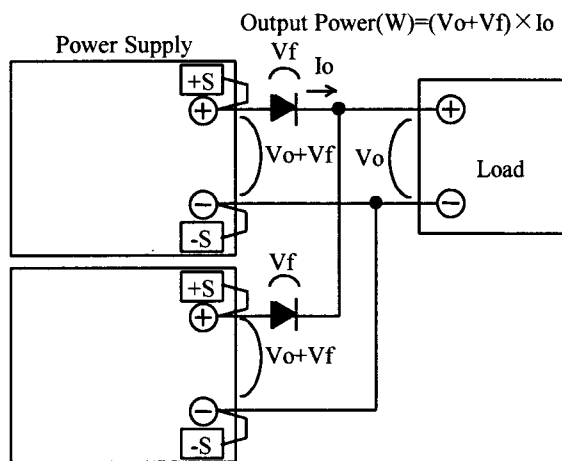 Output Power(W)=(Vo+Vf)×Io
Power Supply
Vf
Io
+S
+
Vo+Vf
Vo
+
Load
−
−
-S
Vf
+S
+
Vo+Vf
−
-S